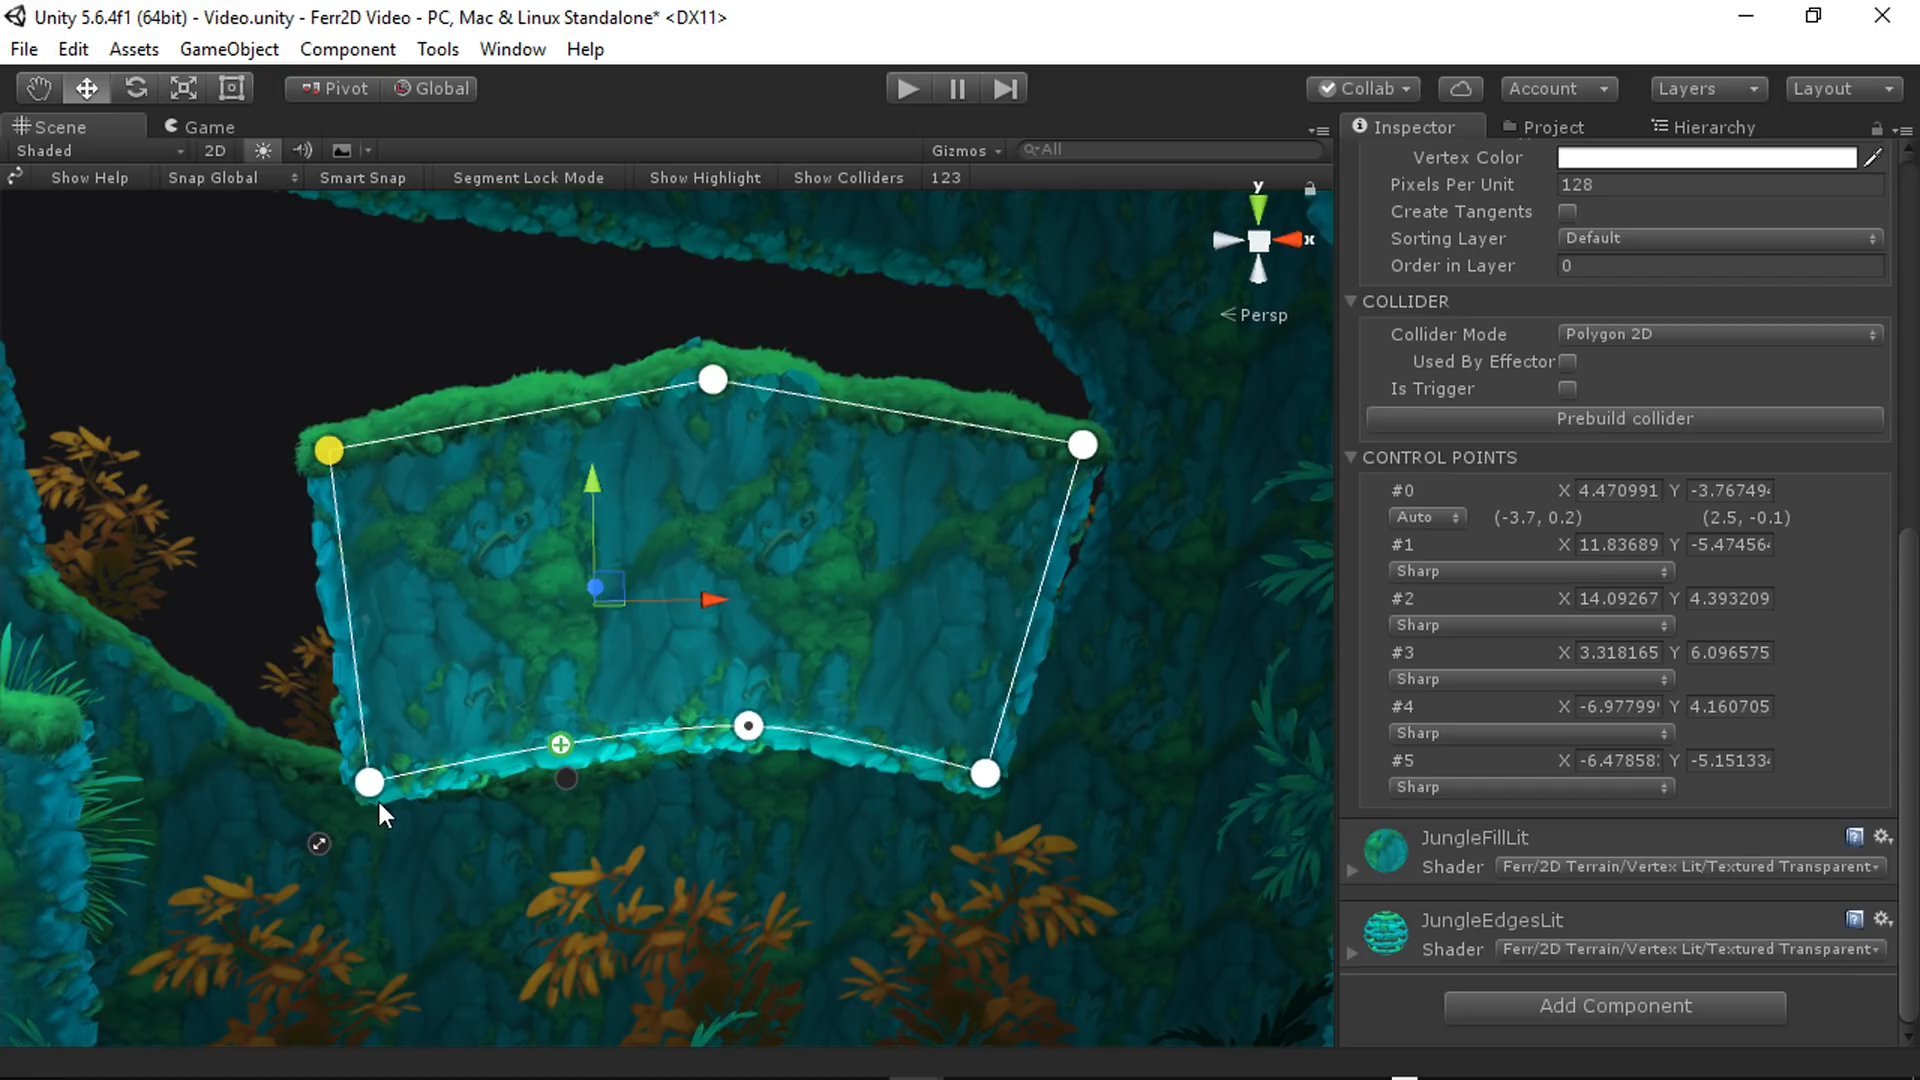 Unity 5.6.4f1 (64bit) - Video.unity - Ferr2D Video - PC, Mac & Linux Standalone* <DX11>
File Edit Assets GameObject Component Tools Window Help
Pivot Global Collab Account Layers Layout
Scene Game Inspector Project Hierarchy
Shaded 2D Gizmos All
Show Help Snap Global Smart Snap Segment Lock Mode Show Highlight Show Colliders 123
y
x
Persp
Vertex Color
Pixels Per Unit 128
Create Tangents
Sorting Layer Default
Order in Layer 0
COLLIDER
Collider Mode Polygon 2D
Used By Effector
Is Trigger
Prebuild collider
CONTROL POINTS
#0 X 4.470991 Y -3.76749
Auto (-3.7, 0.2) (2.5, -0.1)
#1 X 11.83689 Y -5.47456
Sharp
#2 X 14.09267 Y 4.393209
Sharp
#3 X 3.318165 Y 6.096575
Sharp
#4 X -6.97799 Y 4.160705
Sharp
#5 X -6.47858 Y -5.15133
Sharp
JungleFillLit
Shader Ferr/2D Terrain/Vertex Lit/Textured Transparent
JungleEdgesLit
Shader Ferr/2D Terrain/Vertex Lit/Textured Transparent
Add Component